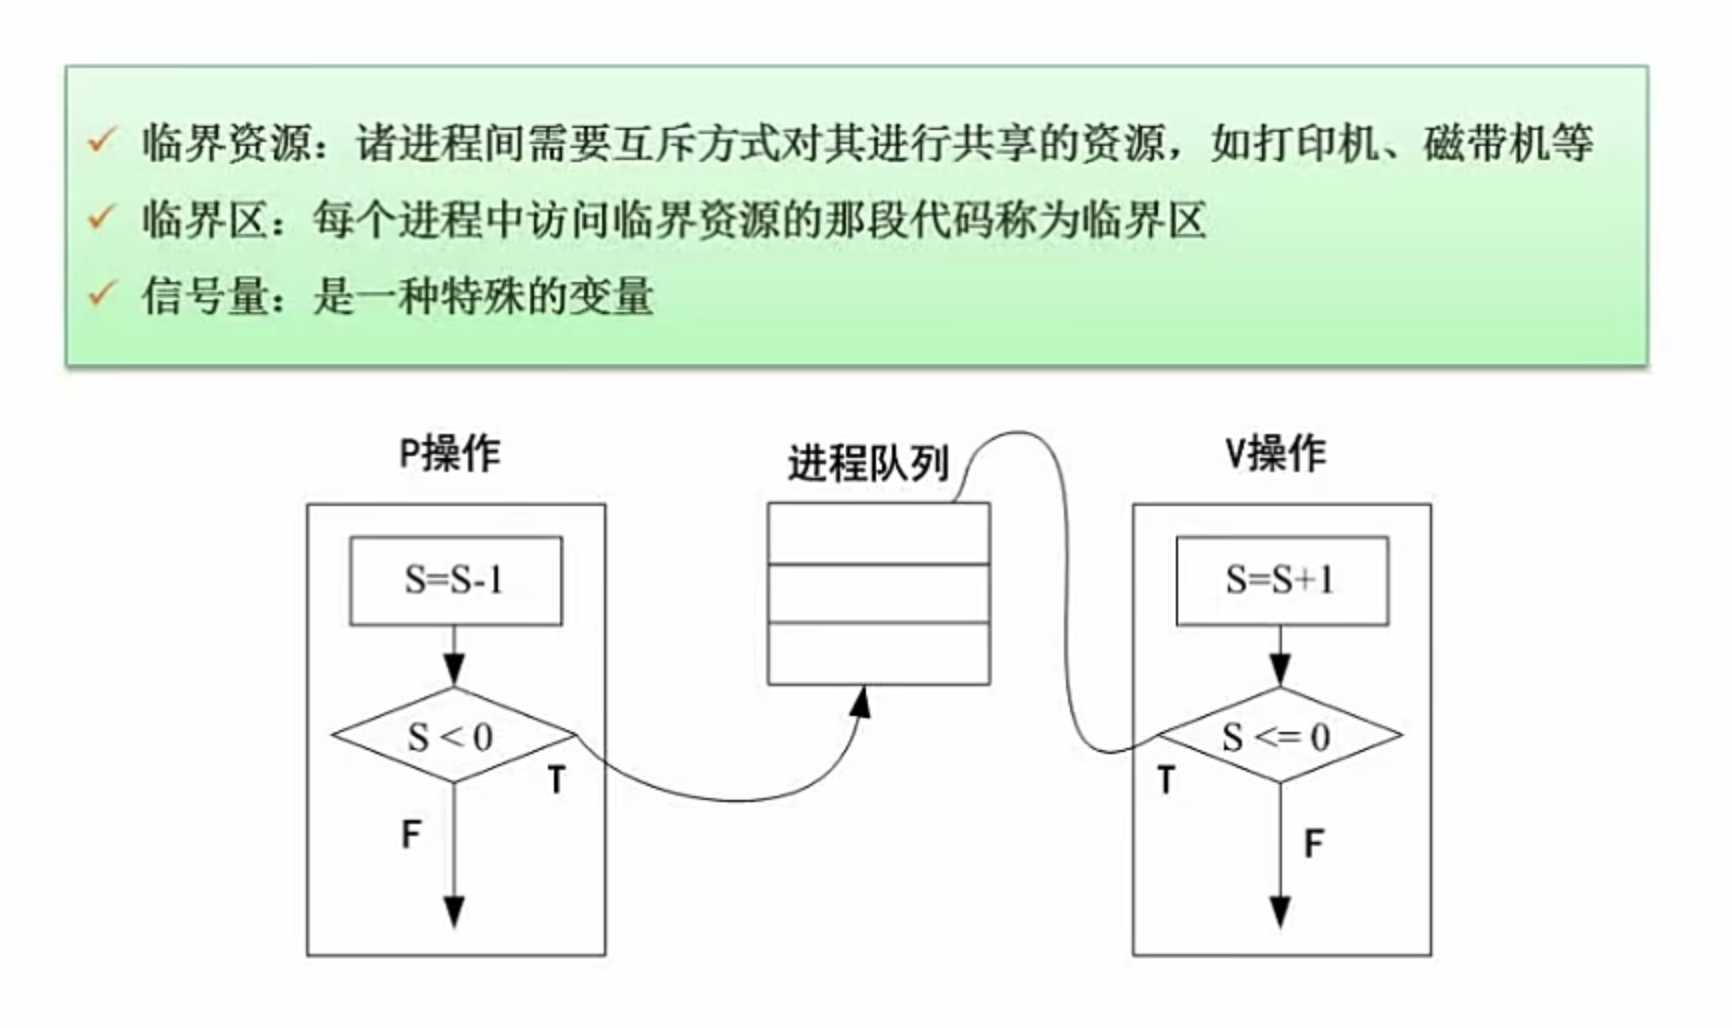 临界资源：诸进程间需要互斥方式对其进行共享的资源，如打印机、磁带机等
临界区：每个进程中访问临界资源的那段代码称为临界区
信号量：是一种特殊的变量
P操作
进程队列
V操作
S=S-1
S=S+1
S < 0
S <= 0
T
T
F
F